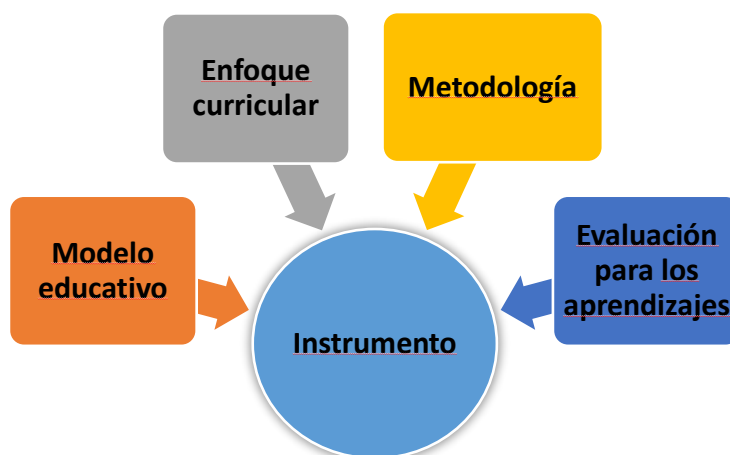 Enfoque
curricular
Metodología
Modelo
educativo
Evaluación
para los
aprendizajes
Instrumento